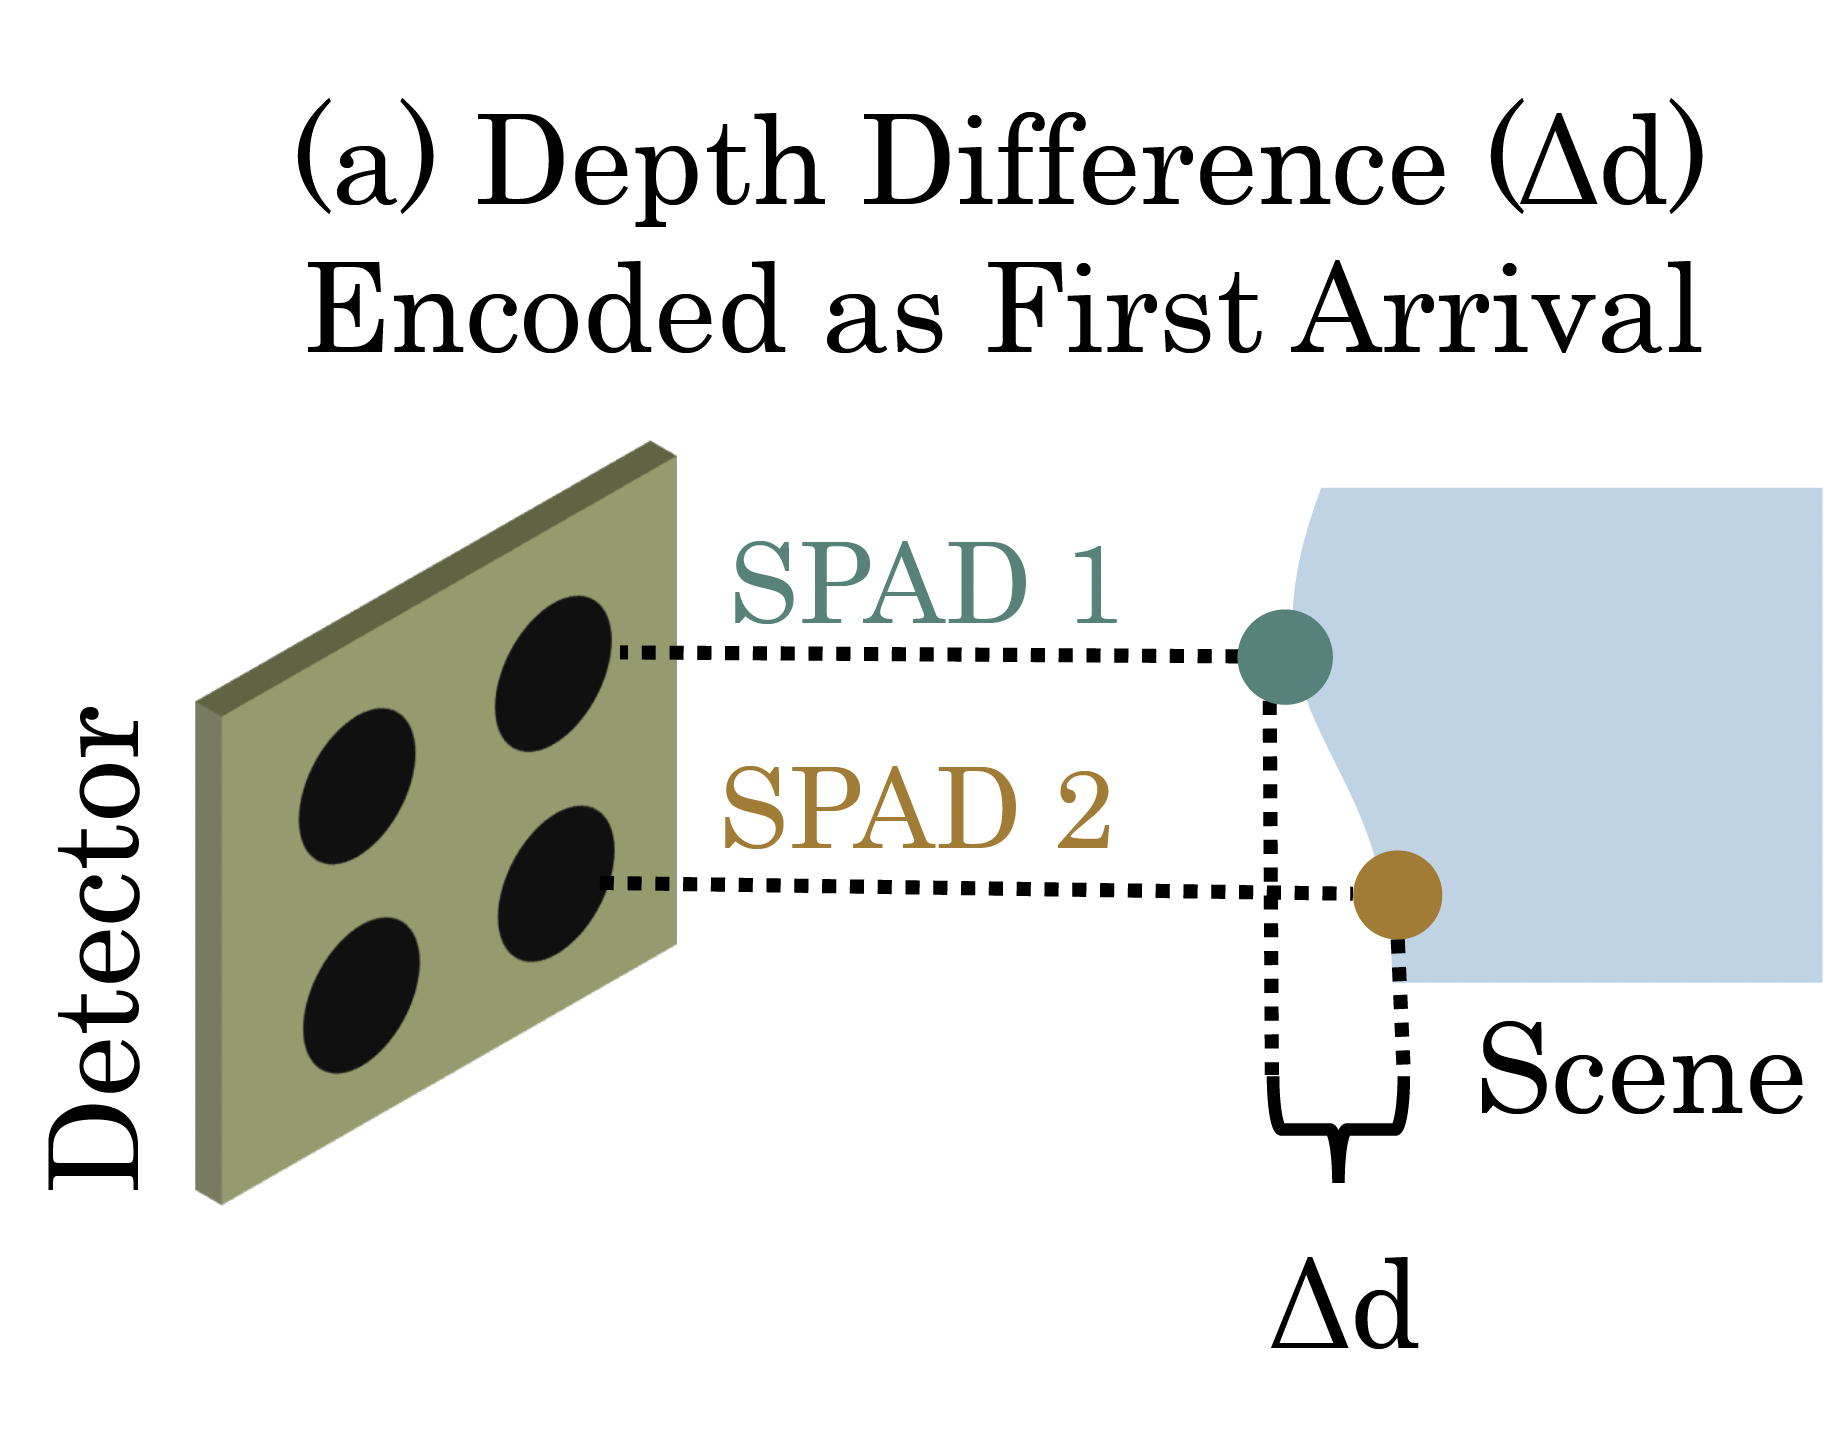 (a) Depth Difference (Δd)
Encoded as First Arrival
SPAD 1
SPAD 2
Detector
Scene
Δd